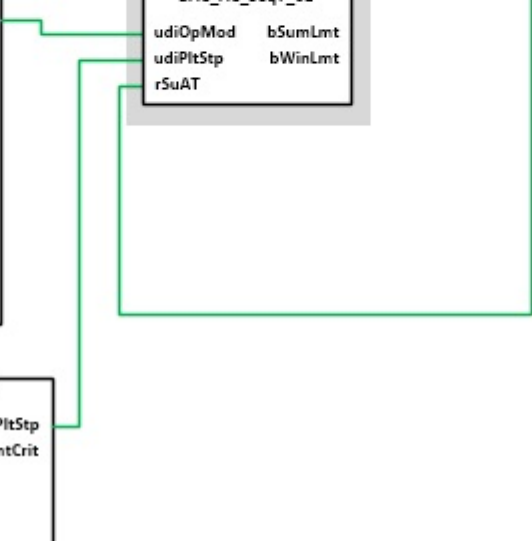 udiOpMod bSumLmt
udiPltStp bWinLmt
rSuAT
PltStp
ntCrit